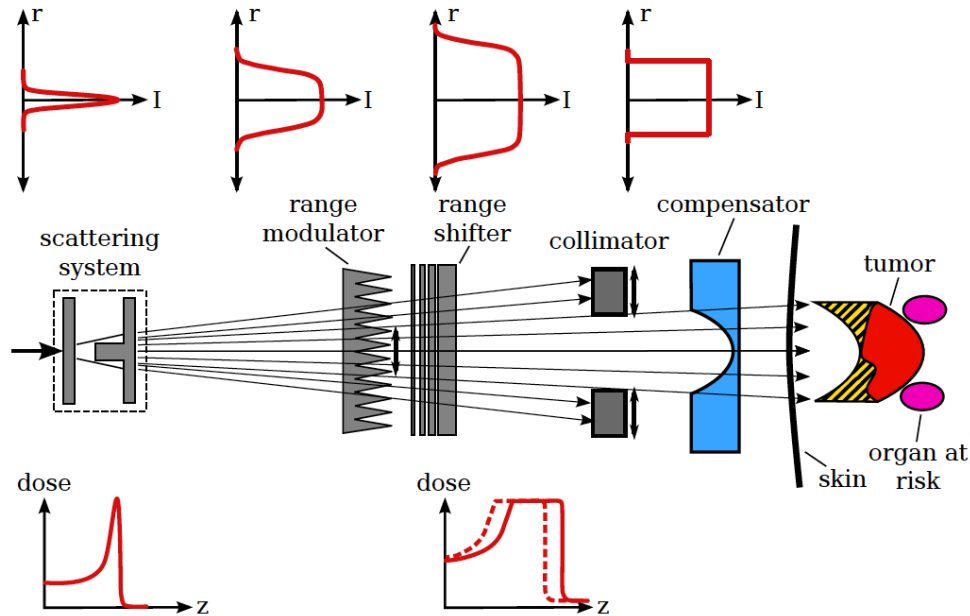 r
I
r
I
r
I
r
I
scattering
system
range
modulator
range
shifter
collimator
compensator
tumor
skin
organ at
risk
dose
z
dose
z